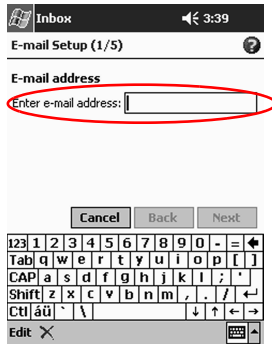 Inbox 3:39
E-mail Setup (1/5)
E-mail address
Enter e-mail address:
Cancel Back Next
123 1 2 3 4 5 6 7 8 9 0 - =
Tab q w e r t y u i o p [ ]
CAP a s d f g h j k l ; '
Shift z x c v b n m , . /
Ctl áü ` \
Edit